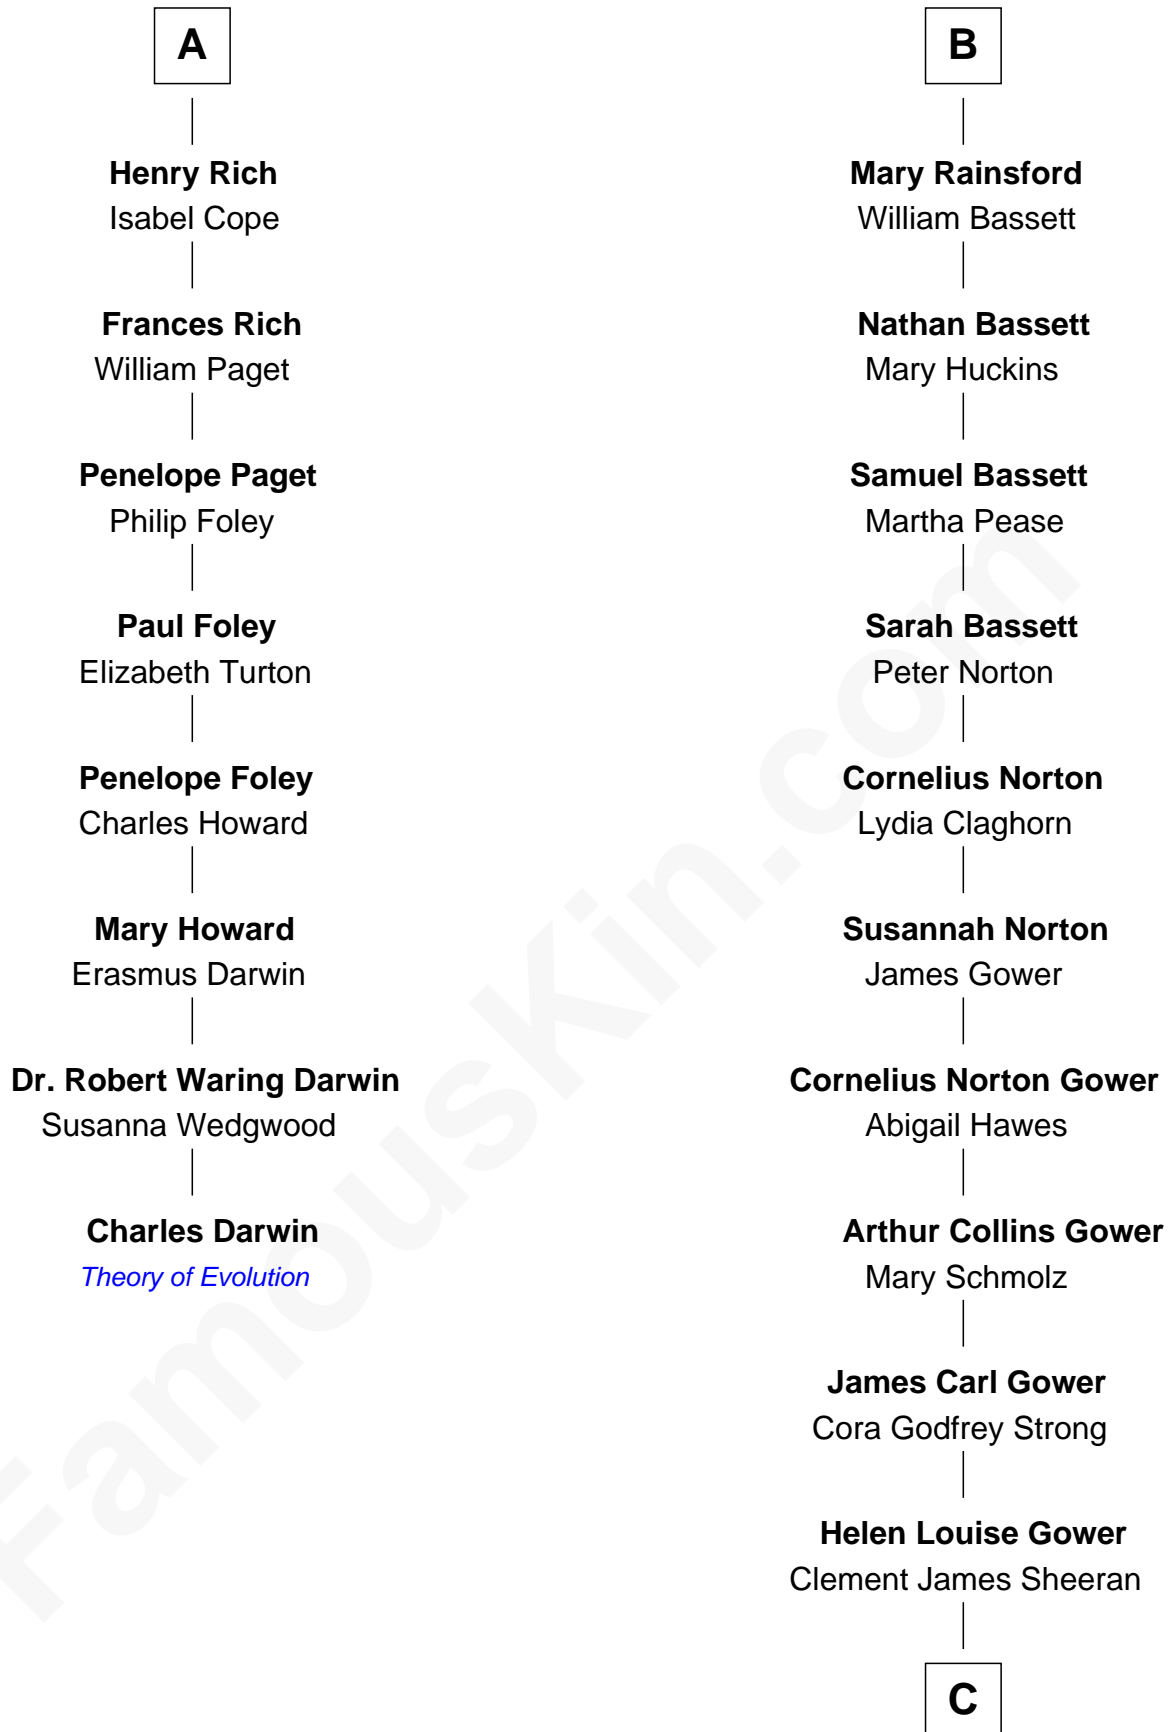 A
Henry Rich
Isabel Cope
Frances Rich
William Paget
Penelope Paget
Philip Foley
Paul Foley
Elizabeth Turton
Penelope Foley
Charles Howard
Mary Howard
Erasmus Darwin
Dr. Robert Waring Darwin
Susanna Wedgwood
Charles Darwin
Theory of Evolution
B
Mary Rainsford
William Bassett
Nathan Bassett
Mary Huckins
Samuel Bassett
Martha Pease
Sarah Bassett
Peter Norton
Cornelius Norton
Lydia Claghorn
Susannah Norton
James Gower
Cornelius Norton Gower
Abigail Hawes
Arthur Collins Gower
Mary Schmolz
James Carl Gower
Cora Godfrey Strong
Helen Louise Gower
Clement James Sheeran
C
FamousKin.com